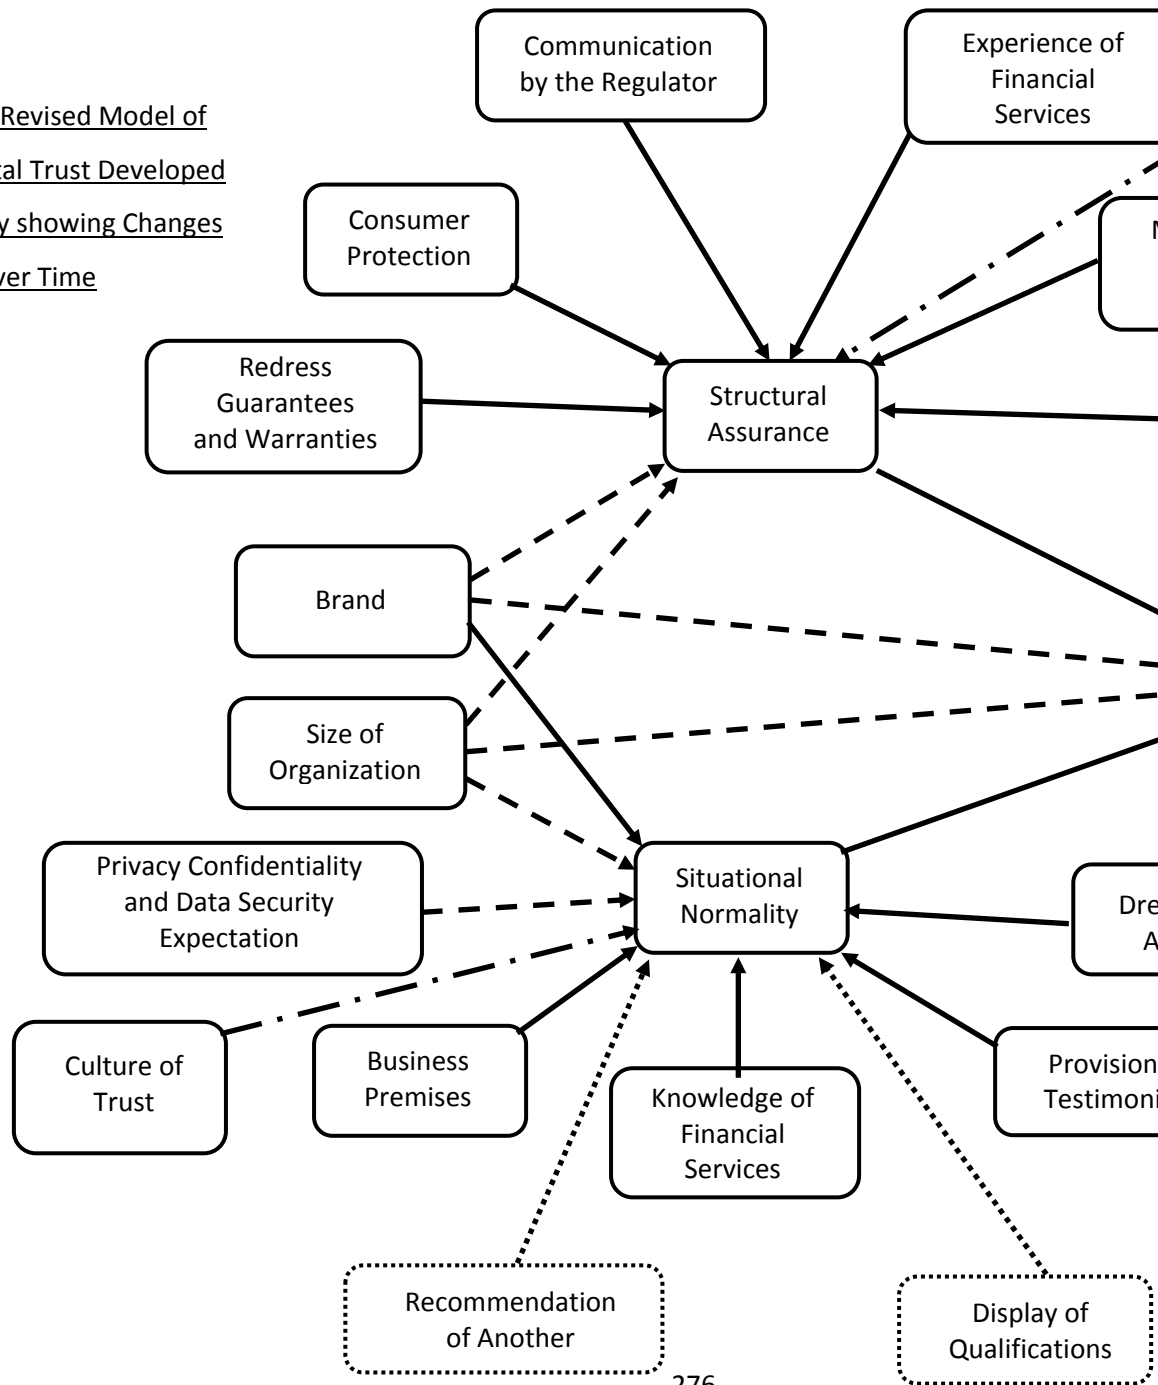 Communication
by the Regulator
Experience of
Financial
Services
Revised Model of
tal Trust Developed
y showing Changes
ver Time
Consumer
Protection
Redress
Guarantees
and Warranties
Structural
Assurance
Brand
Size of
Organization
Privacy Confidentiality
and Data Security
Expectation
Situational
Normality
Dre
A
Culture of
Trust
Business
Premises
Knowledge of
Financial
Services
Provision
Testimoni
Recommendation
of Another
Display of
Qualifications
276